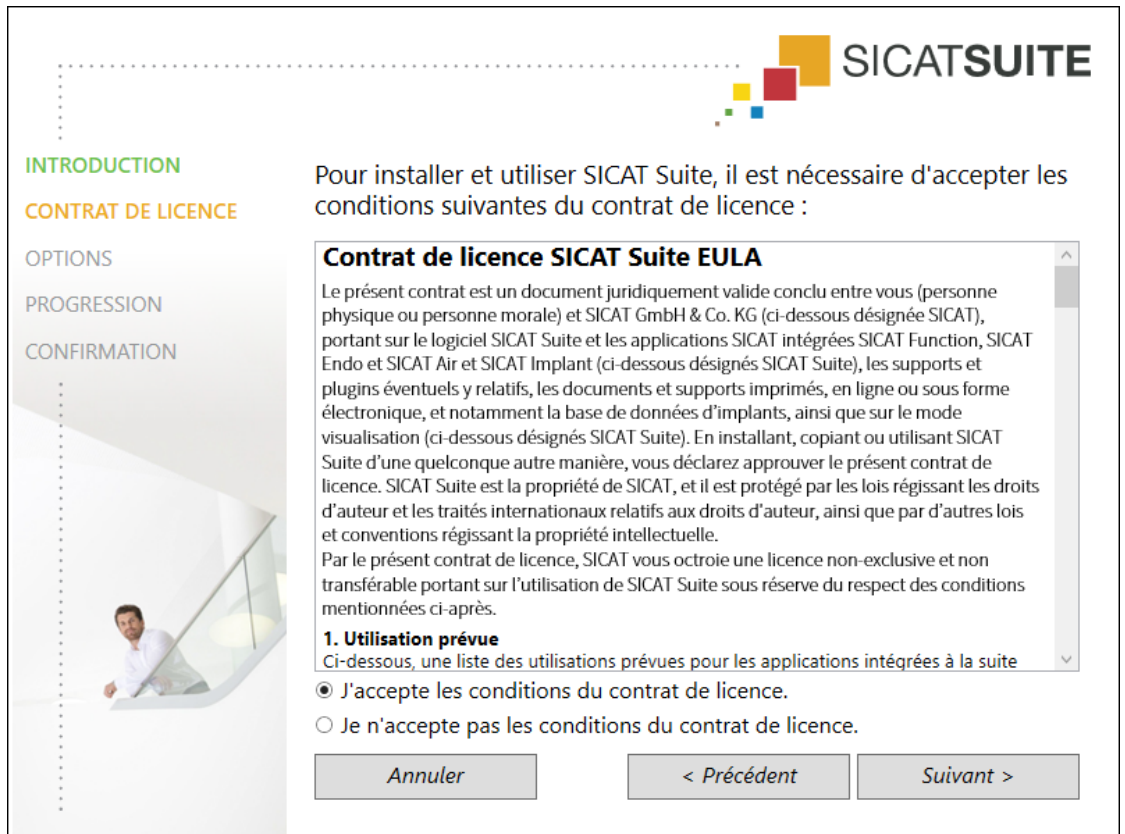 SICATSUITE
INTRODUCTION
CONTRAT DE LICENCE
OPTIONS
PROGRESSION
CONFIRMATION
Pour installer et utiliser SICAT Suite, il est nécessaire d'accepter les
conditions suivantes du contrat de licence :
Contrat de licence SICAT Suite EULA
Le présent contrat est un document juridiquement valide conclu entre vous (personne
physique ou personne morale) et SICAT GmbH & Co. KG (ci-dessous désignée SICAT),
portant sur le logiciel SICAT Suite et les applications SICAT intégrées SICAT Function, SICAT
Endo et SICAT Air et SICAT Implant (ci-dessous désignés SICAT Suite), les supports et
plugins éventuels y relatifs, les documents et supports imprimés, en ligne ou sous forme
électronique, et notamment la base de données d’implants, ainsi que sur le mode
visualisation (ci-dessous désignés SICAT Suite). En installant, copiant ou utilisant SICAT
Suite d’une quelconque autre manière, vous déclarez approuver le présent contrat de
licence. SICAT Suite est la propriété de SICAT, et il est protégé par les lois régissant les droits
d’auteur et les traités internationaux relatifs aux droits d’auteur, ainsi que par d’autres lois
et conventions régissant la propriété intellectuelle.
Par le présent contrat de licence, SICAT vous octroie une licence non-exclusive et non
transférable portant sur l’utilisation de SICAT Suite sous réserve du respect des conditions
mentionnées ci-après.
1. Utilisation prévue
Ci-dessous, une liste des utilisations prévues pour les applications intégrées à la suite
J'accepte les conditions du contrat de licence.
Je n'accepte pas les conditions du contrat de licence.
Annuler
< Précédent
Suivant >